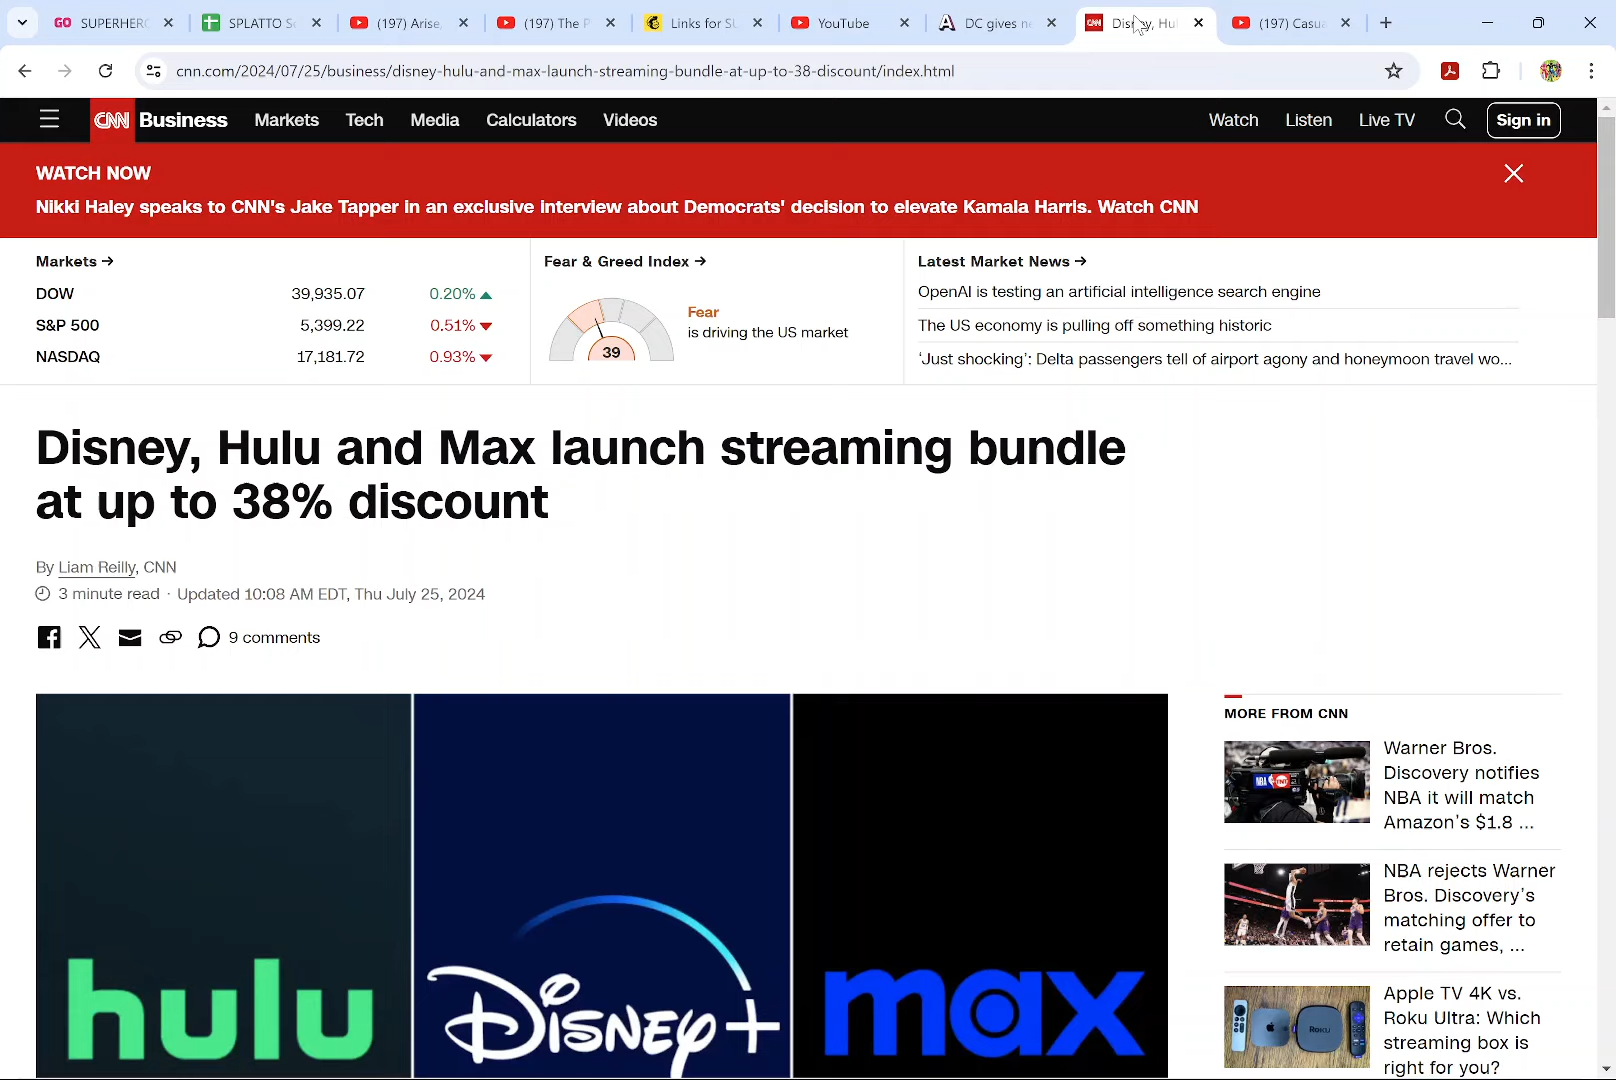 GO SUPERHER
SPLATTO Sc
(197) Arise,
(197) The P
Links for SU
YouTube
DC gives ne
CNN Disney, Hul
(197) Casua
cnn.com/2024/07/25/business/disney-hulu-and-max-launch-streaming-bundle-at-up-to-38-discount/index.html
CNN Business Markets Tech Media Calculators Videos Watch Listen Live TV Sign in
WATCH NOW
Nikki Haley speaks to CNN's Jake Tapper in an exclusive interview about Democrats' decision to elevate Kamala Harris. Watch CNN
Markets →
DOW 39,935.07 0.20%
S&P 500 5,399.22 0.51%
NASDAQ 17,181.72 0.93%
Fear & Greed Index →
39
Fear
is driving the US market
Latest Market News →
OpenAI is testing an artificial intelligence search engine
The US economy is pulling off something historic
‘Just shocking’: Delta passengers tell of airport agony and honeymoon travel wo...
Disney, Hulu and Max launch streaming bundle
at up to 38% discount
By Liam Reilly, CNN
3 minute read · Updated 10:08 AM EDT, Thu July 25, 2024
9 comments
hulu
Disney+
max
MORE FROM CNN
NBA TNT
Warner Bros.
Discovery notifies
NBA it will match
Amazon’s $1.8 ...
NBA rejects Warner
Bros. Discovery’s
matching offer to
retain games, ...
Roku
Apple TV 4K vs.
Roku Ultra: Which
streaming box is
right for you?